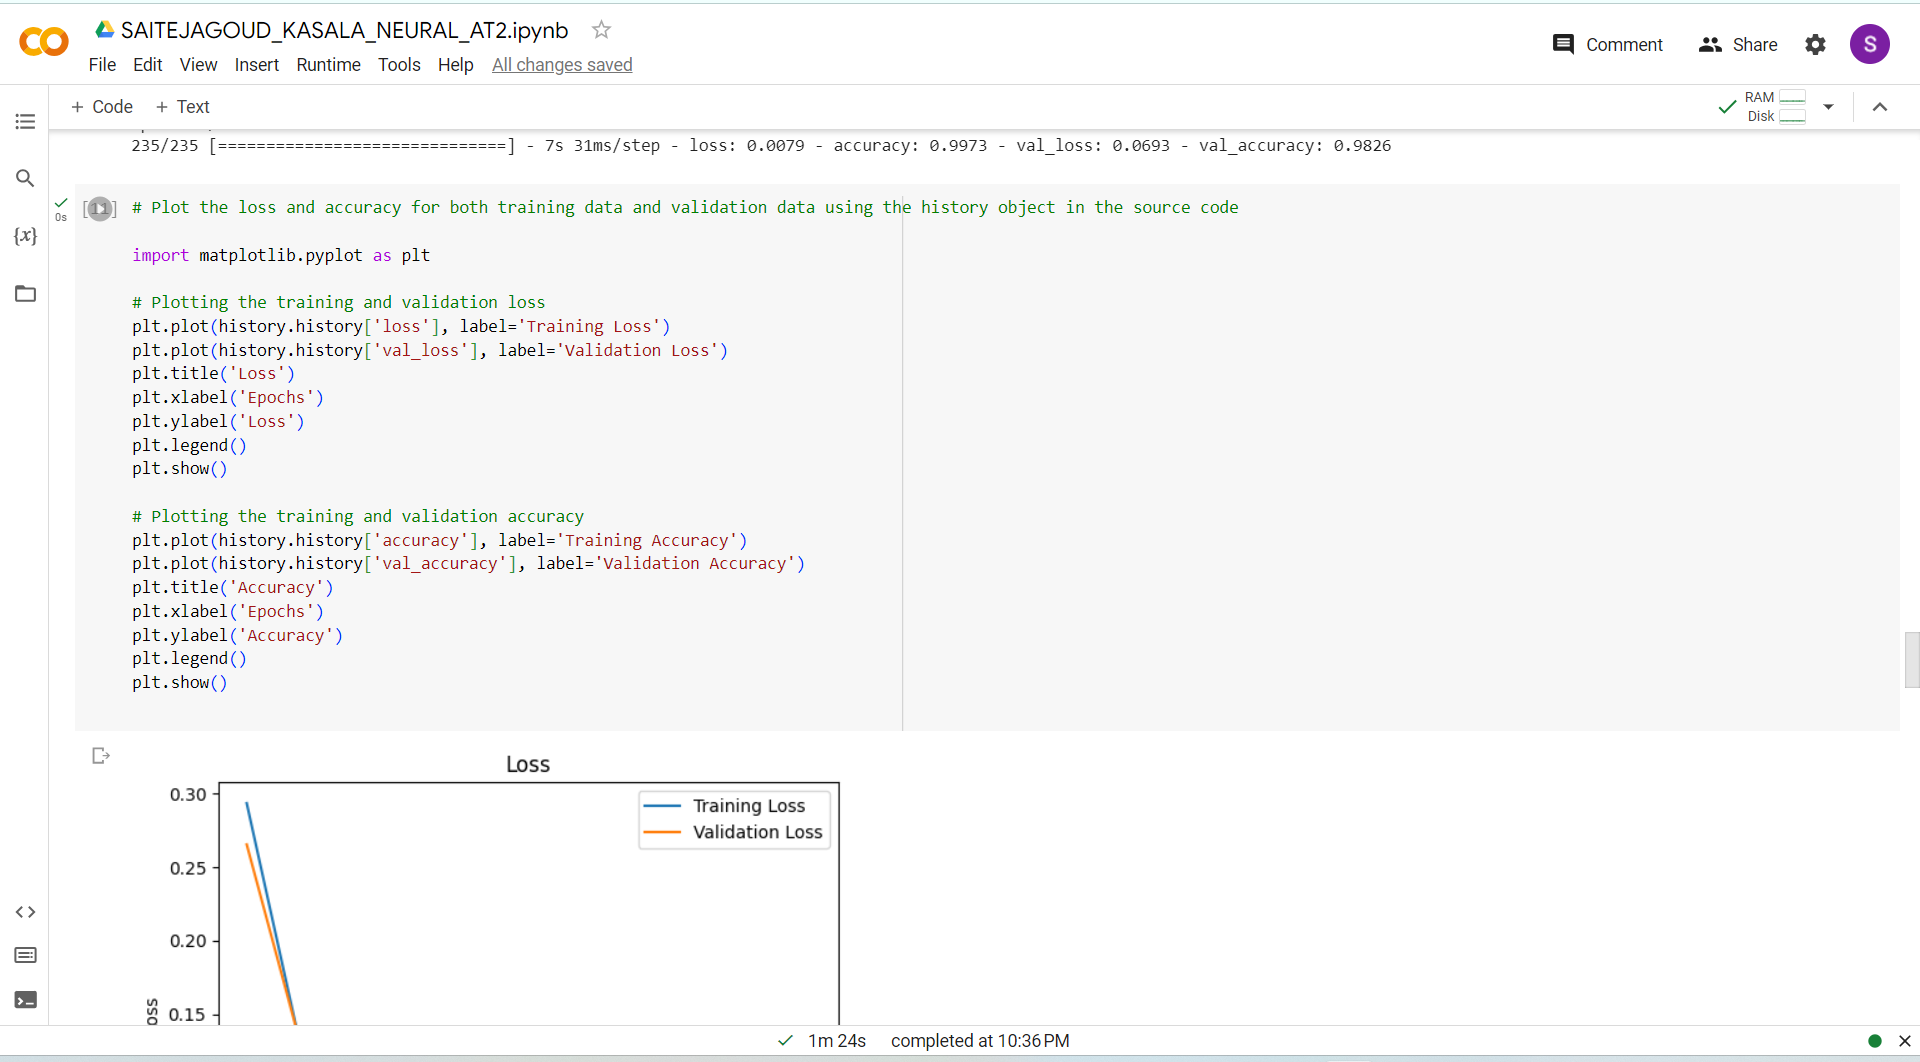 SAITEJAGOUD_KASALA_NEURAL_AT2.ipynb
Comment
Share
S
File Edit View Insert Runtime Tools Help All changes saved
+ Code + Text
RAM
Disk
235/235 [==============================] - 7s 31ms/step - loss: 0.0079 - accuracy: 0.9973 - val_loss: 0.0693 - val_accuracy: 0.9826
0s
[11]
# Plot the loss and accuracy for both training data and validation data using the history object in the source code
{x}
import matplotlib.pyplot as plt
# Plotting the training and validation loss
plt.plot(history.history['loss'], label='Training Loss')
plt.plot(history.history['val_loss'], label='Validation Loss')
plt.title('Loss')
plt.xlabel('Epochs')
plt.ylabel('Loss')
plt.legend()
plt.show()
# Plotting the training and validation accuracy
plt.plot(history.history['accuracy'], label='Training Accuracy')
plt.plot(history.history['val_accuracy'], label='Validation Accuracy')
plt.title('Accuracy')
plt.xlabel('Epochs')
plt.ylabel('Accuracy')
plt.legend()
plt.show()
Loss
0.30
Training Loss
Validation Loss
0.25
0.20
0.15
oss
1m 24s completed at 10:36 PM